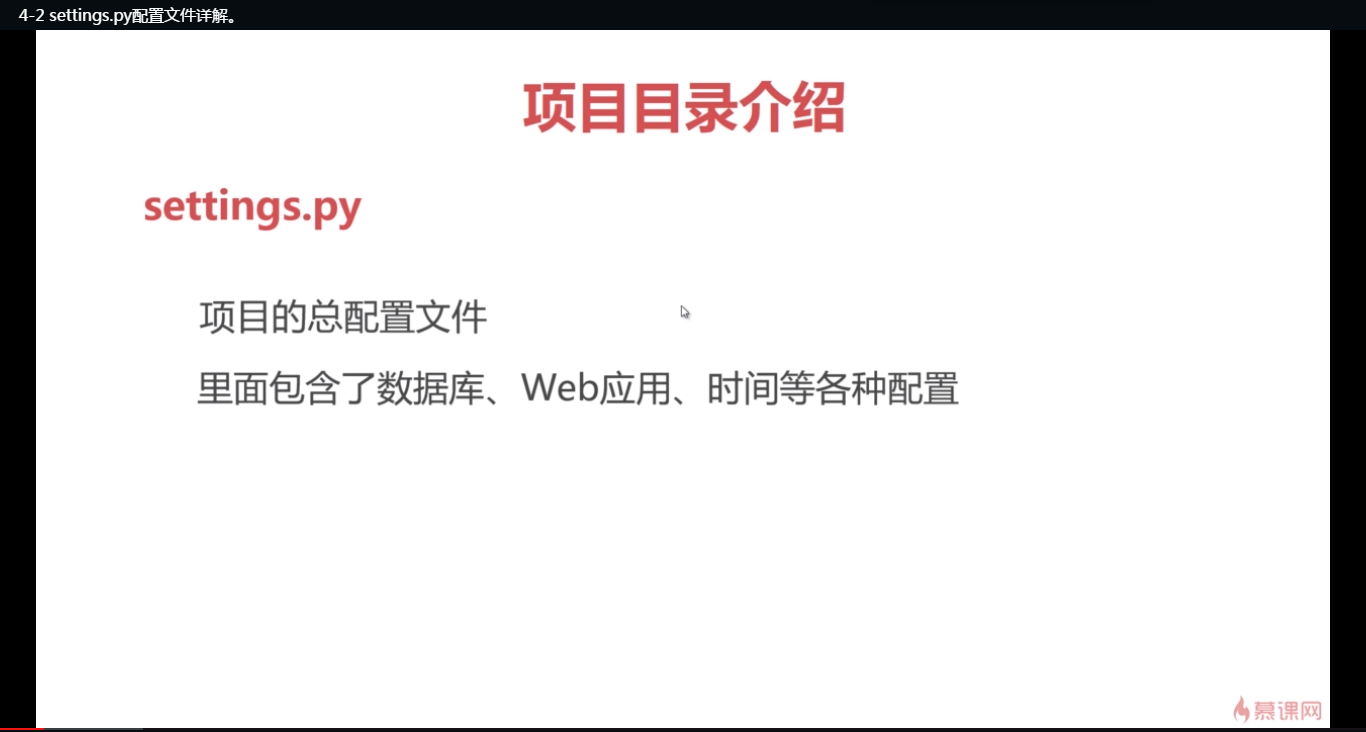 4-2 settings.py配置文件详解。
项目目录介绍
settings.py
项目的总配置文件
里面包含了数据库、Web应用、时间等各种配置
慕课网